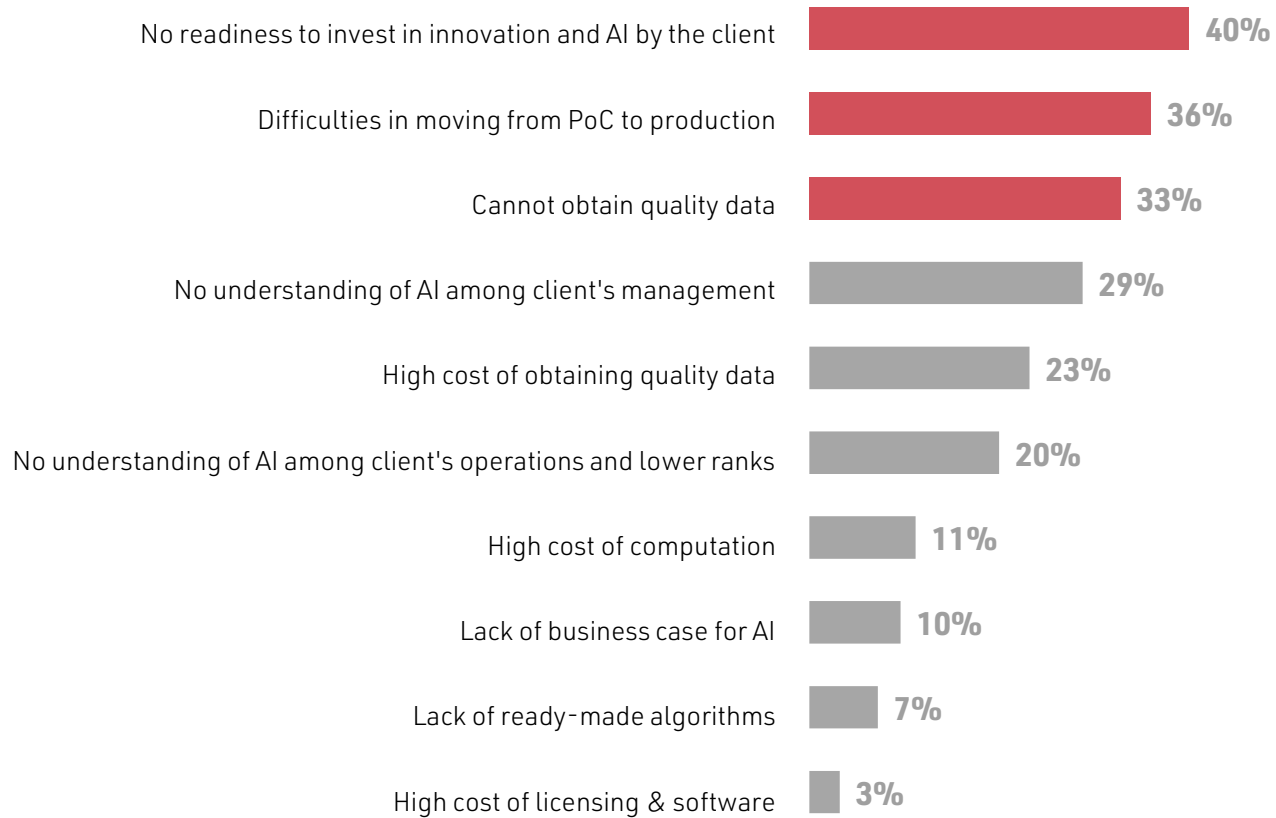 No readiness to invest in innovation and AI by the client 40%
Difficulties in moving from PoC to production 36%
Cannot obtain quality data 33%
No understanding of AI among client's management 29%
High cost of obtaining quality data 23%
No understanding of AI among client's operations and lower ranks 20%
High cost of computation 11%
Lack of business case for AI 10%
Lack of ready-made algorithms 7%
High cost of licensing & software 3%